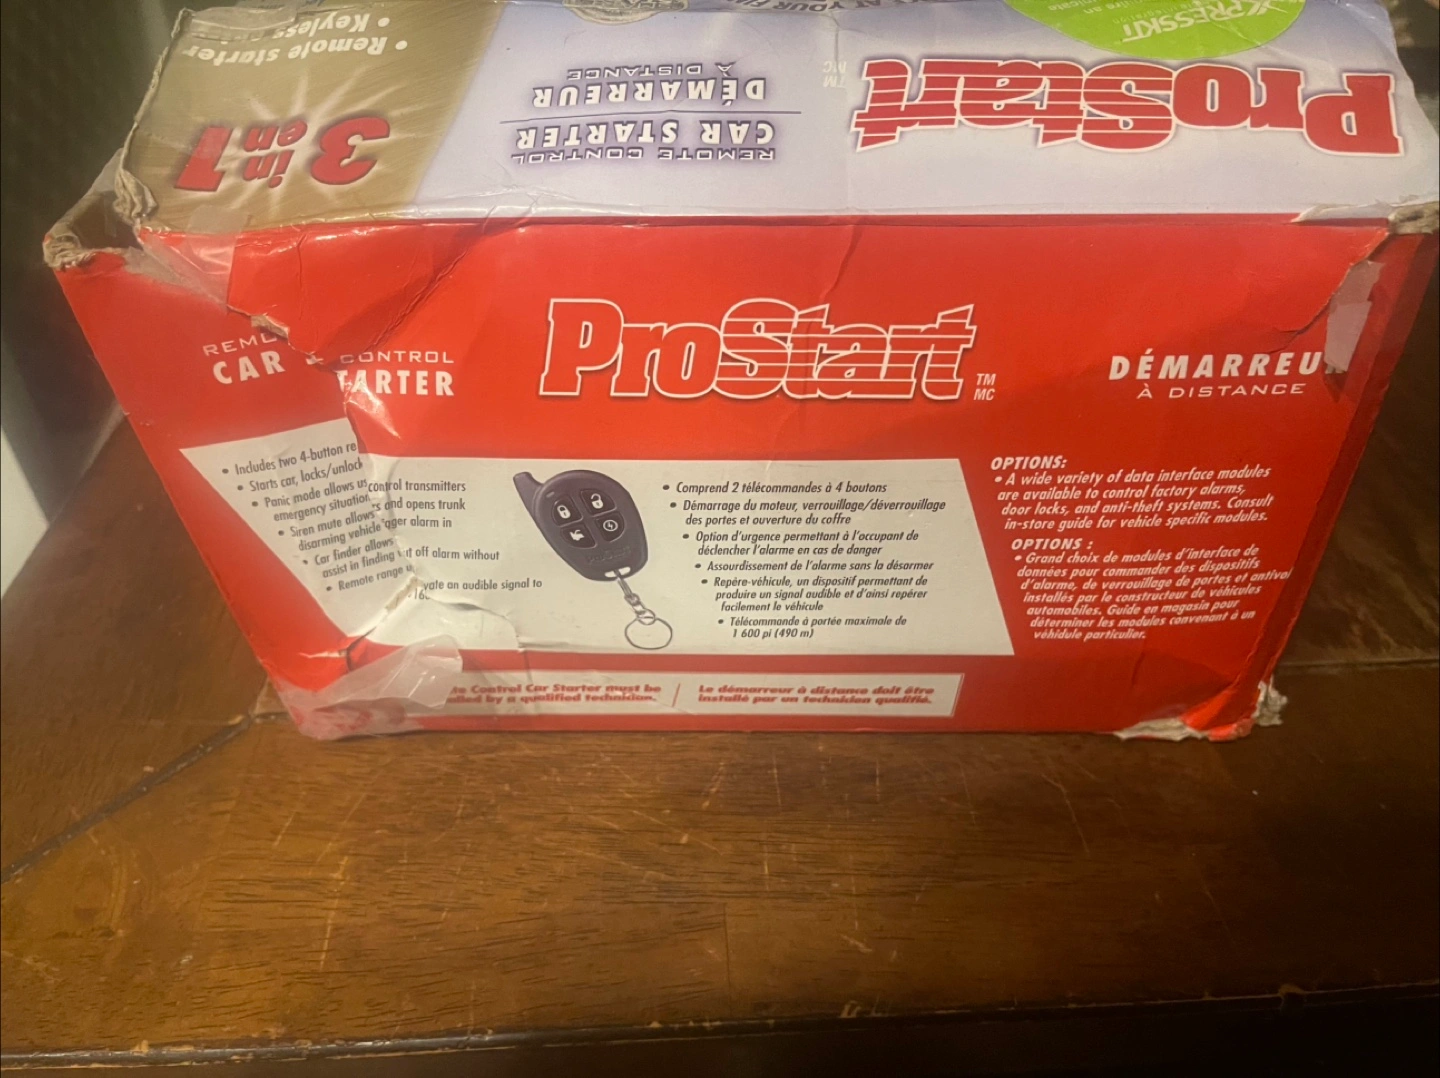 XPRESSKIT
ProStart
TM
MC
REMOTE CONTROL
CAR STARTER
DÉMARREUR
À DISTANCE
3 in 1
en
• Remote starter
• Keyless
ProStart
TM
MC
CAR
CONTROL
ARTER
DÉMARREU
À DISTANCE
• Includes two 4-button re
• Starts car, locks/unlock
control transmitters
• Panic mode allows us
and opens trunk
emergency situation
• Siren mute allows
ger alarm in
disarming vehicle
• Car finder allows
off alarm without
assist in finding
• Remote range
vate an audible signal to
• Comprend 2 télécommandes à 4 boutons
• Démarrage du moteur, verrouillage/déverrouillage
des portes et ouverture du coffre
• Option d'urgence permettant à l'occupant de
déclencher l'alarme en cas de danger
• Assourdissement de l'alarme sans la désarmer
• Repère-véhicule, un dispositif permettant de
produire un signal audible et d'ainsi repérer
facilement le véhicule
• Télécommande à portée maximale de
1 600 pi (490 m)
OPTIONS:
• A wide variety of data interface modules
are available to control factory alarms,
door locks, and anti-theft systems. Consult
in-store guide for vehicle specific modules.
OPTIONS :
• Grand choix de modules d'interface de
données pour commander des dispositifs
d'alarme, de verrouillage de portes et antivol
installés par le constructeur de véhicules
automobiles. Guide en magasin pour
déterminer les modules convenant à un
véhidule particulier.
Control Car Starter must be
lled by a qualified technician.
Le démarreur à distance doit être
installé par un technicien qualifié.